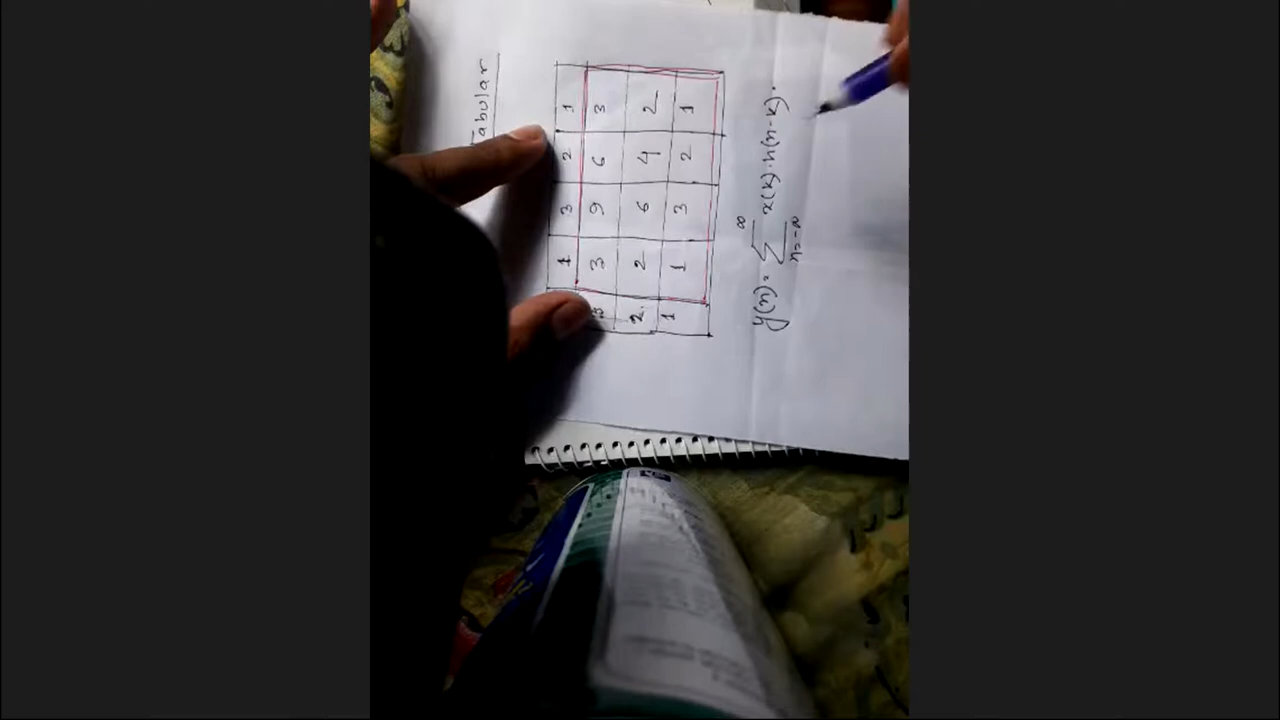 Tabular
1 3 2 1
3 3 9 6 3
2. 2 6 4 2
1 1 3 2 1
∞
y(n) = ∑ x(k).h(n-k).
n=-∞